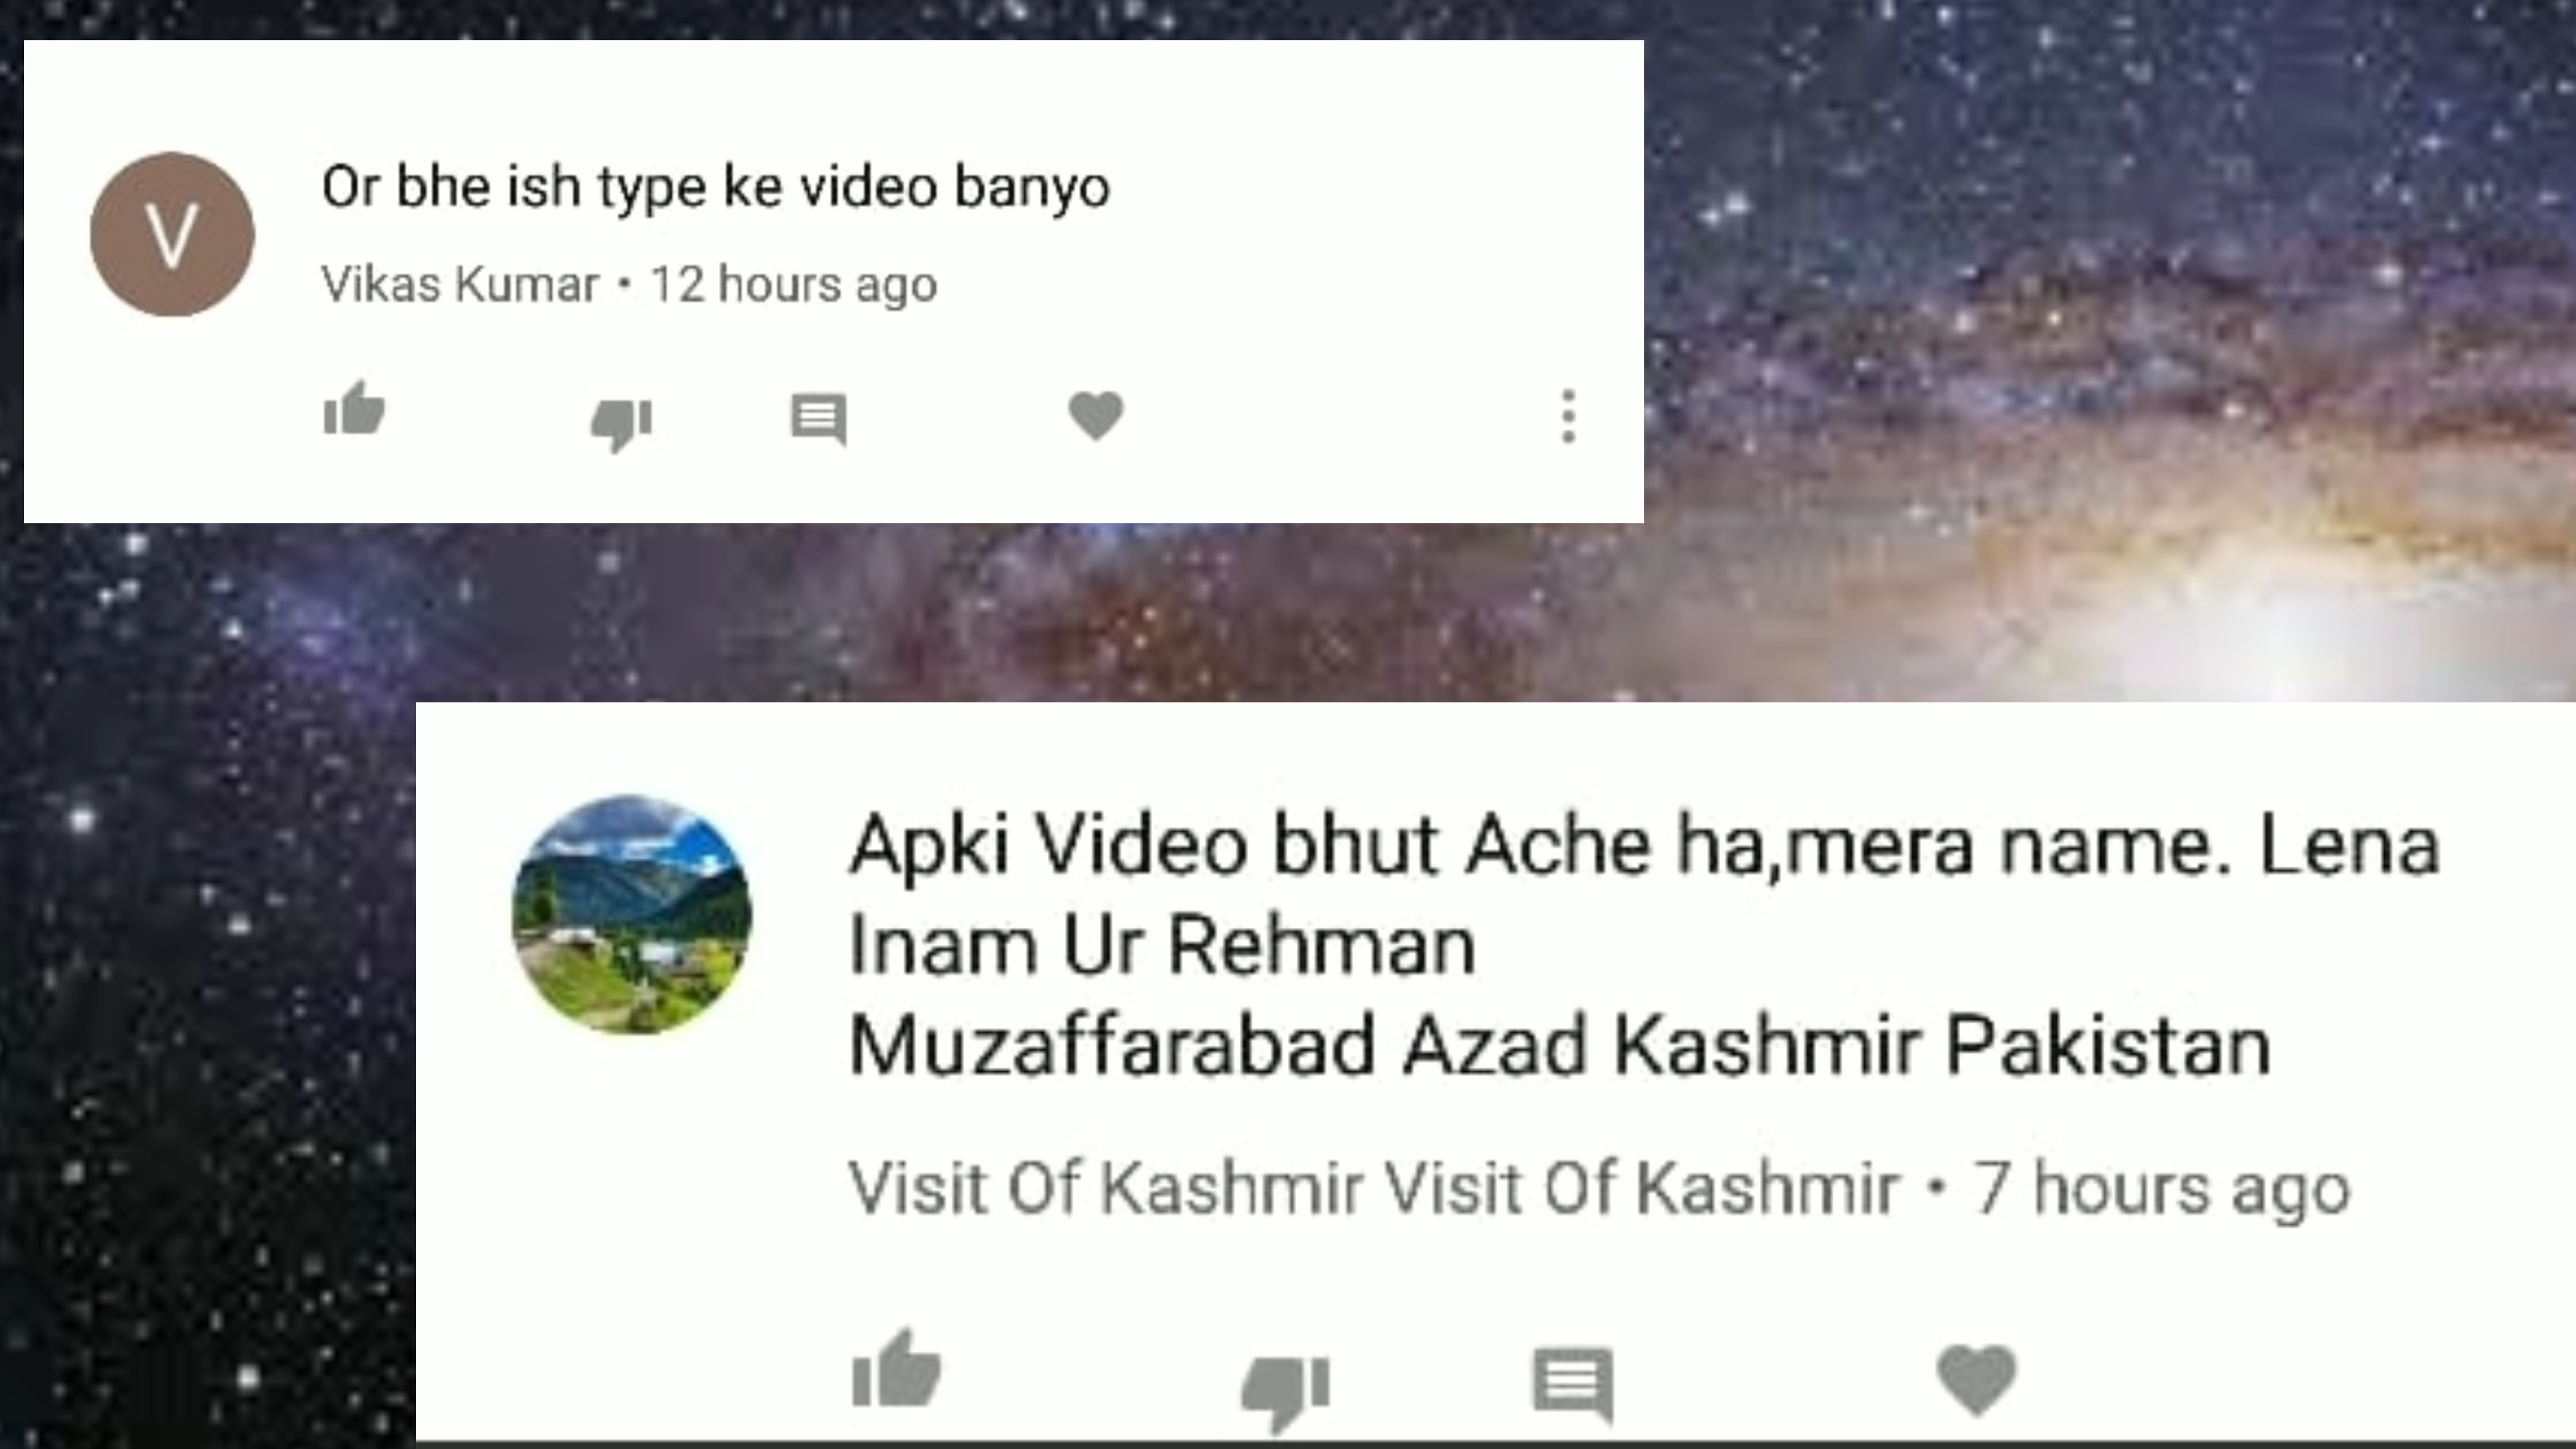 V
Or bhe ish type ke video banyo
Vikas Kumar • 12 hours ago
Apki Video bhut Ache ha,mera name. Lena
Inam Ur Rehman
Muzaffarabad Azad Kashmir Pakistan
Visit Of Kashmir Visit Of Kashmir • 7 hours ago